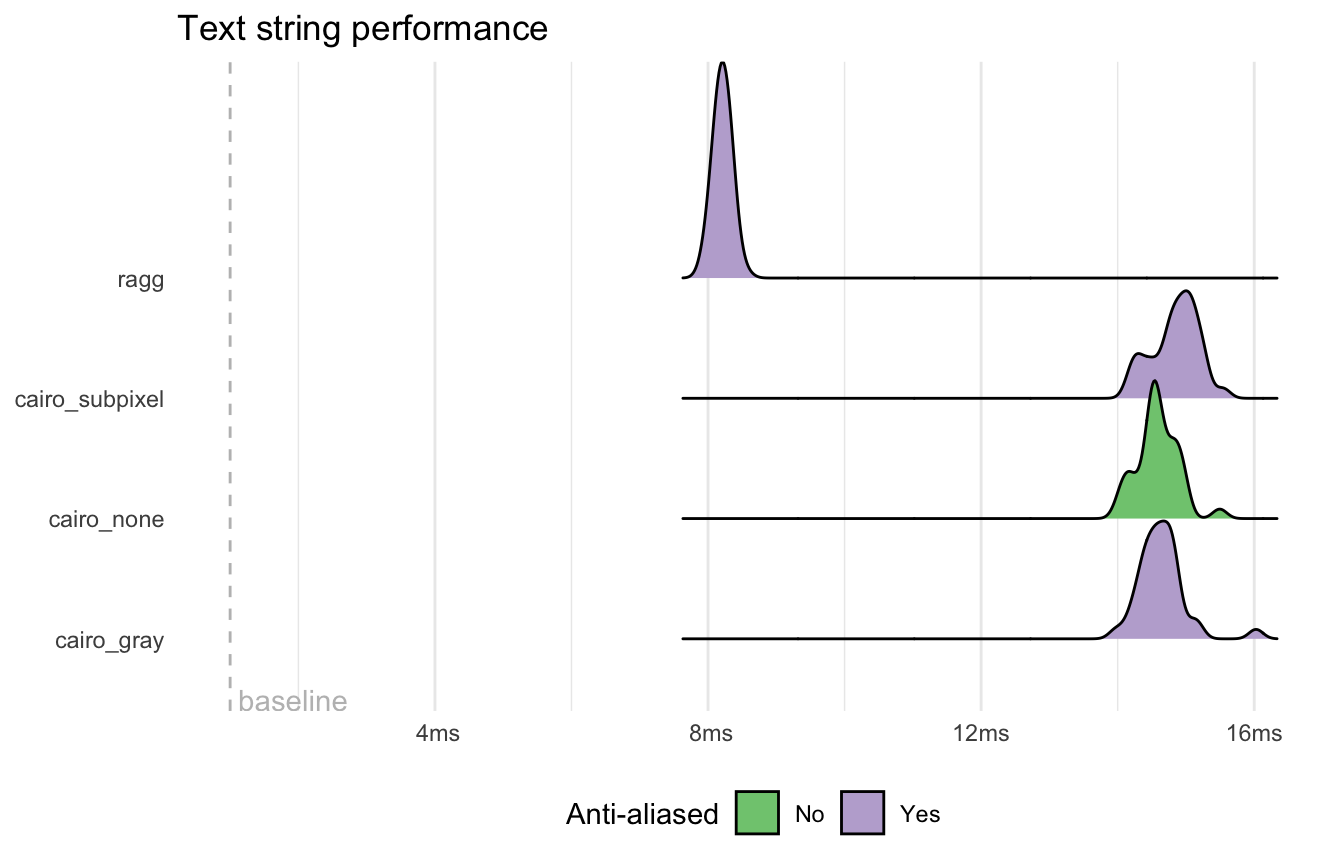 Text string performance
ragg
cairo_subpixel
cairo_none
cairo_gray
baseline
4ms 8ms 12ms 16ms
Anti-aliased No Yes